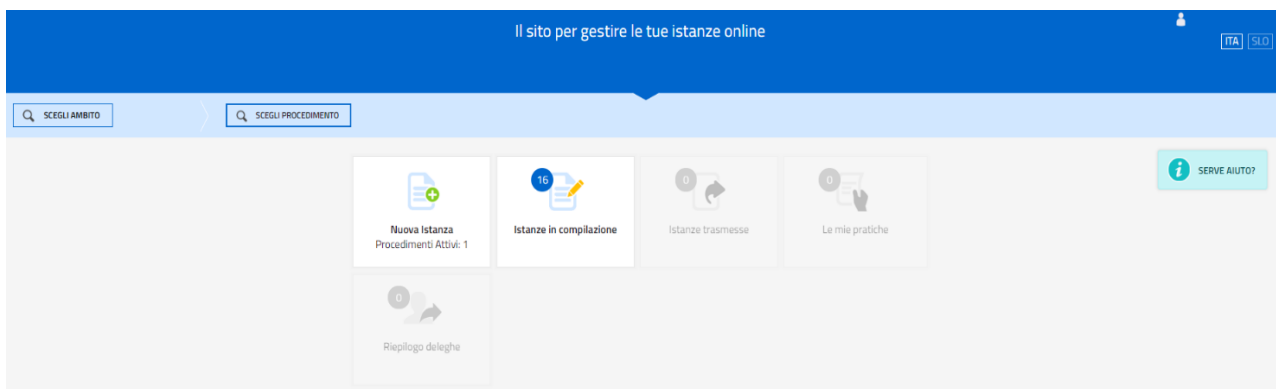 Il sito per gestire le tue istanze online
ITA SLO
SCEGLI AMBITO
SCEGLI PROCEDIMENTO
SERVE AIUTO?
16
0
0
Nuova Istanza
Procedimenti Attivi: 1
Istanze in compilazione
Istanze trasmesse
Le mie pratiche
0
Riepilogo deleghe